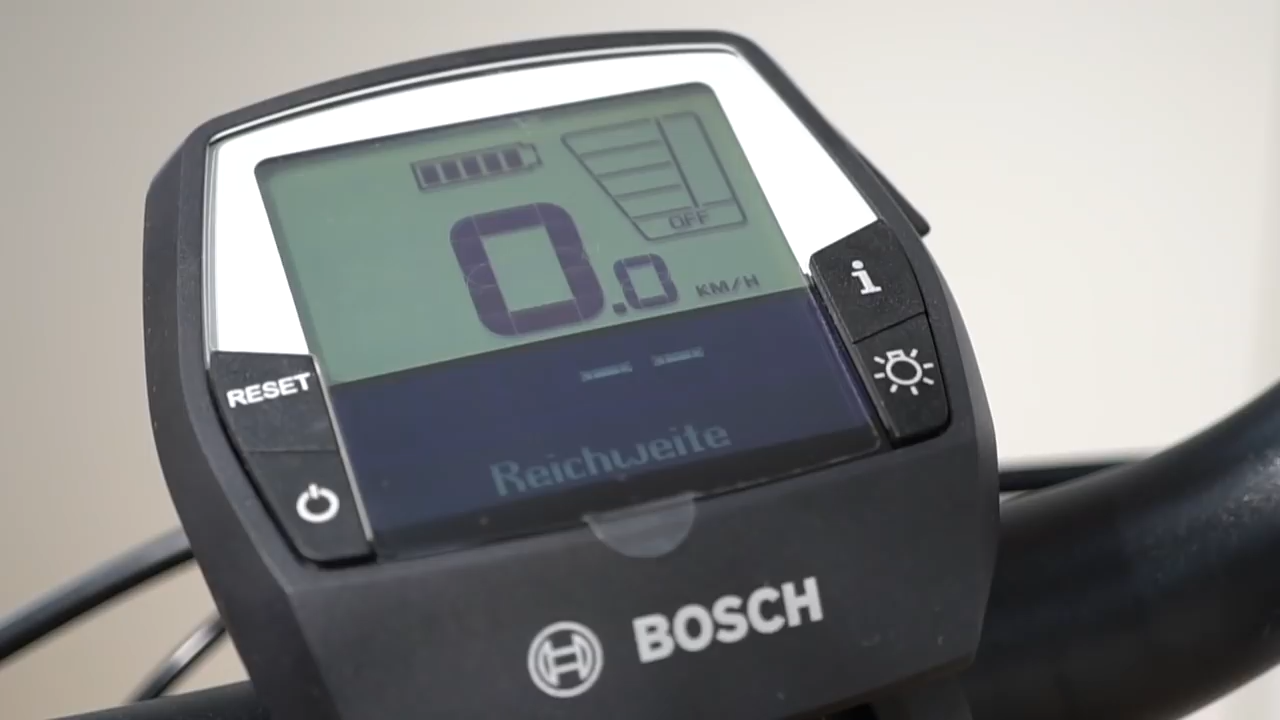 OFF
0.0 KM/H
i
RESET
-- --
Reichweite
BOSCH